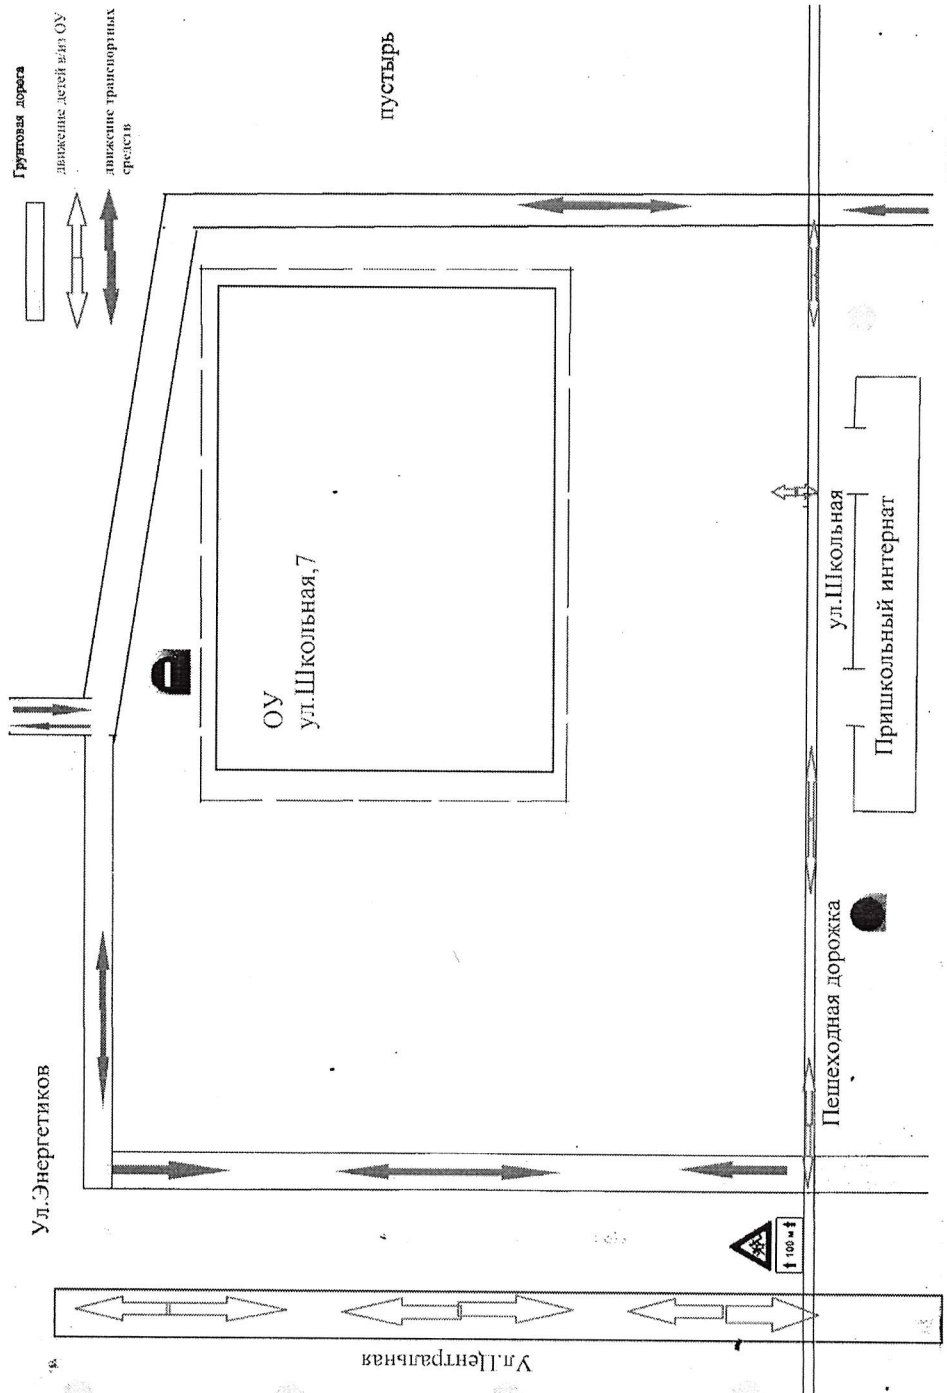 Грунтовая дорога
движение детей в/из ОУ
движение транспортных
средств
пустырь
Ул.Энергетиков
ОУ
ул.Школьная,7
ул.Школьная
Пришкольный интернат
Пешеходная дорожка
100 м
Ул.Центральная